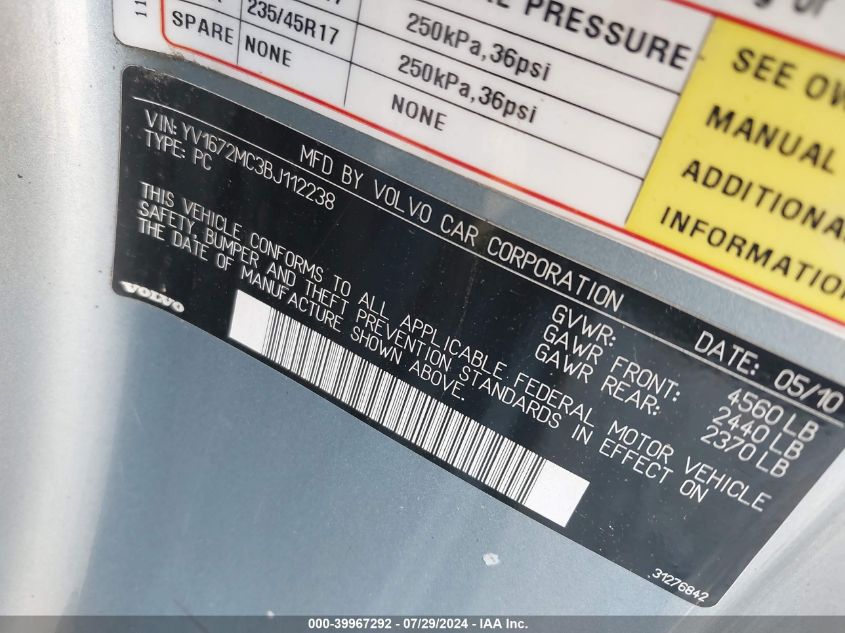 PRESSURE
235/45R17
250kPa,36psi
250kPa,36psi
SPARE NONE NONE
SEE
MANUAL
MFD BY VOLVO CAR CORPORATION DATE: 05/10
VIN: YV1672MC3BJ112238
TYPE: PC
GVWR: 4560 LB
GAWR FRONT: 2440 LB
GAWR REAR: 2370 LB
THIS VEHICLE CONFORMS TO ALL APPLICABLE FEDERAL MOTOR VEHICLE
SAFETY, BUMPER AND THEFT PREVENTION STANDARDS IN EFFECT ON
THE DATE OF MANUFACTURE SHOWN ABOVE.
VOLVO
31276842
000-39967292 - 07/29/2024 - IAA Inc.